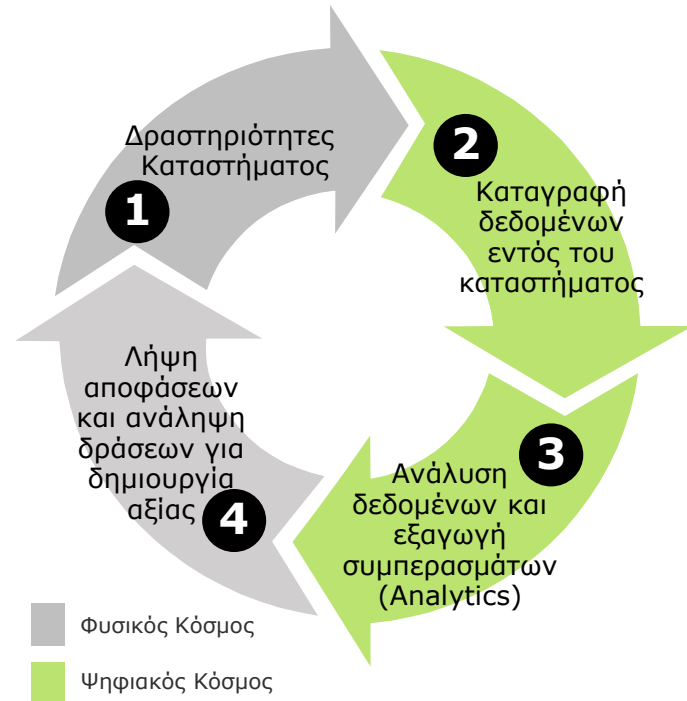 Δραστηριότητες
Καταστήματος
1
2
Καταγραφή
δεδομένων
εντός του
καταστήματος
3
Ανάλυση
δεδομένων και
εξαγωγή
συμπερασμάτων
(Analytics)
Λήψη
αποφάσεων
και ανάληψη
δράσεων για
δημιουργία
αξίας
4
Φυσικός Κόσμος
Ψηφιακός Κόσμος